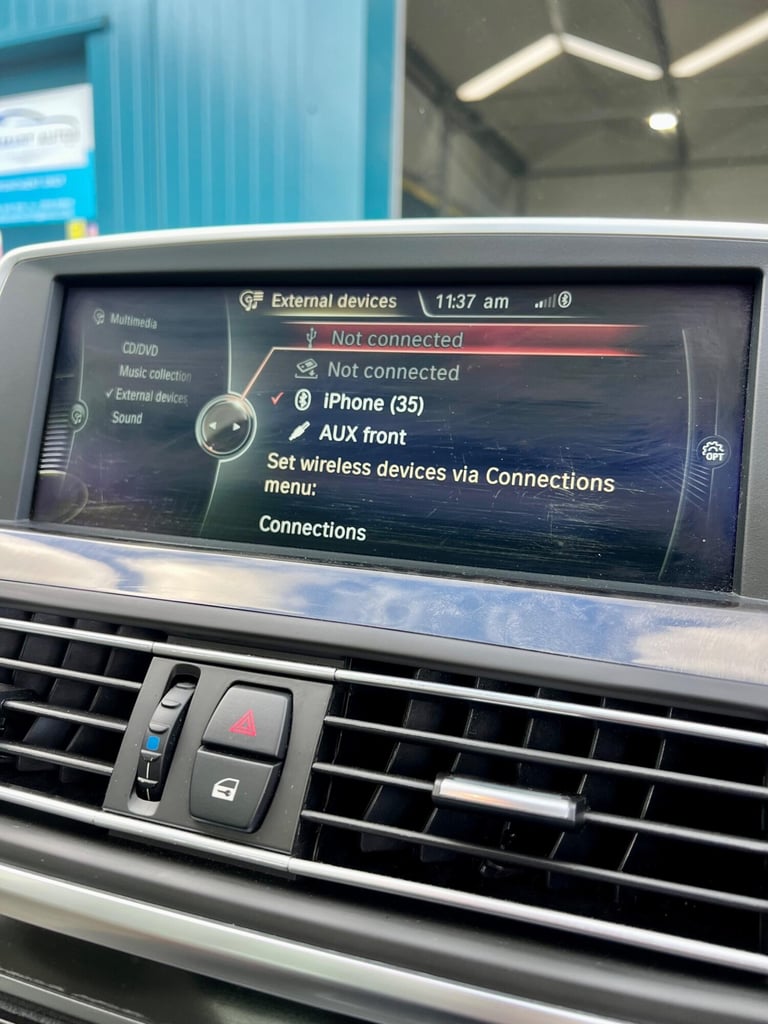 External devices
11:37 am
Multimedia
CD/DVD
Music collection
External devices
Sound
Not connected
Not connected
iPhone (35)
AUX front
Set wireless devices via Connections
menu:
Connections
OPT